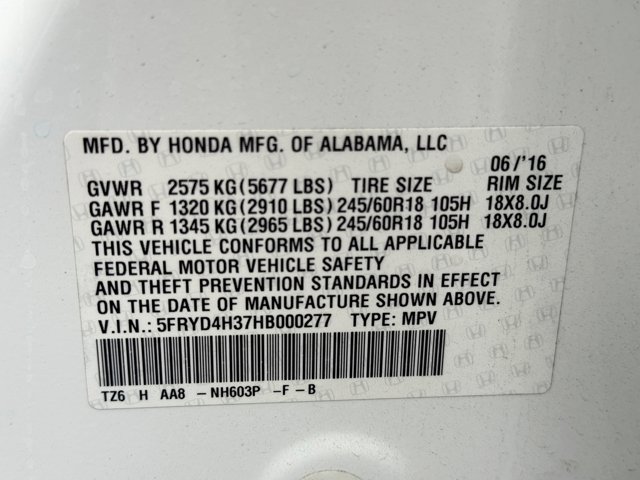 MFD. BY HONDA MFG. OF ALABAMA, LLC
06/'16
GVWR 2575 KG(5677 LBS) TIRE SIZE RIM SIZE
GAWR F 1320 KG(2910 LBS) 245/60R18 105H 18X8.0J
GAWR R 1345 KG(2965 LBS) 245/60R18 105H 18X8.0J
THIS VEHICLE CONFORMS TO ALL APPLICABLE
FEDERAL MOTOR VEHICLE SAFETY
AND THEFT PREVENTION STANDARDS IN EFFECT
ON THE DATE OF MANUFACTURE SHOWN ABOVE.
V.I.N.: 5FRYD4H37HB000277 TYPE: MPV
TZ6 H AA8 -NH603P -F-B